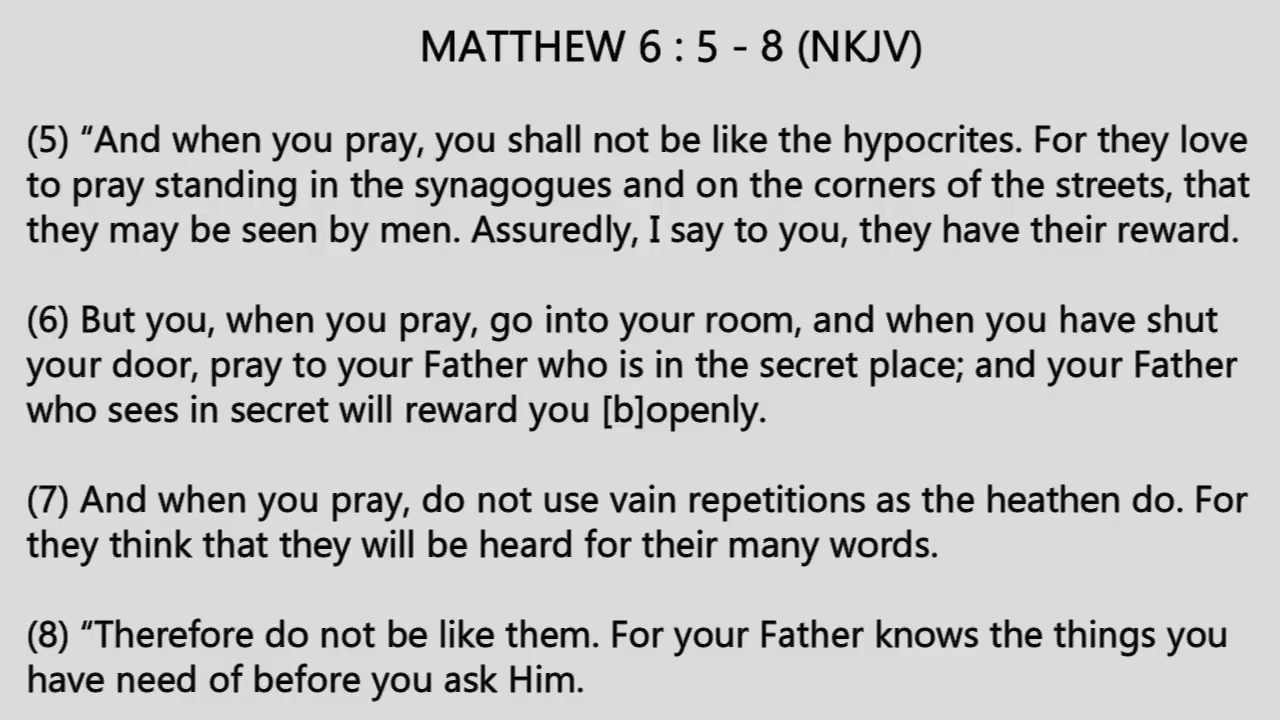 MATTHEW 6 : 5 - 8 (NKJV)
(5) “And when you pray, you shall not be like the hypocrites. For they love
to pray standing in the synagogues and on the corners of the streets, that
they may be seen by men. Assuredly, I say to you, they have their reward.
(6) But you, when you pray, go into your room, and when you have shut
your door, pray to your Father who is in the secret place; and your Father
who sees in secret will reward you [b]openly.
(7) And when you pray, do not use vain repetitions as the heathen do. For
they think that they will be heard for their many words.
(8) “Therefore do not be like them. For your Father knows the things you
have need of before you ask Him.